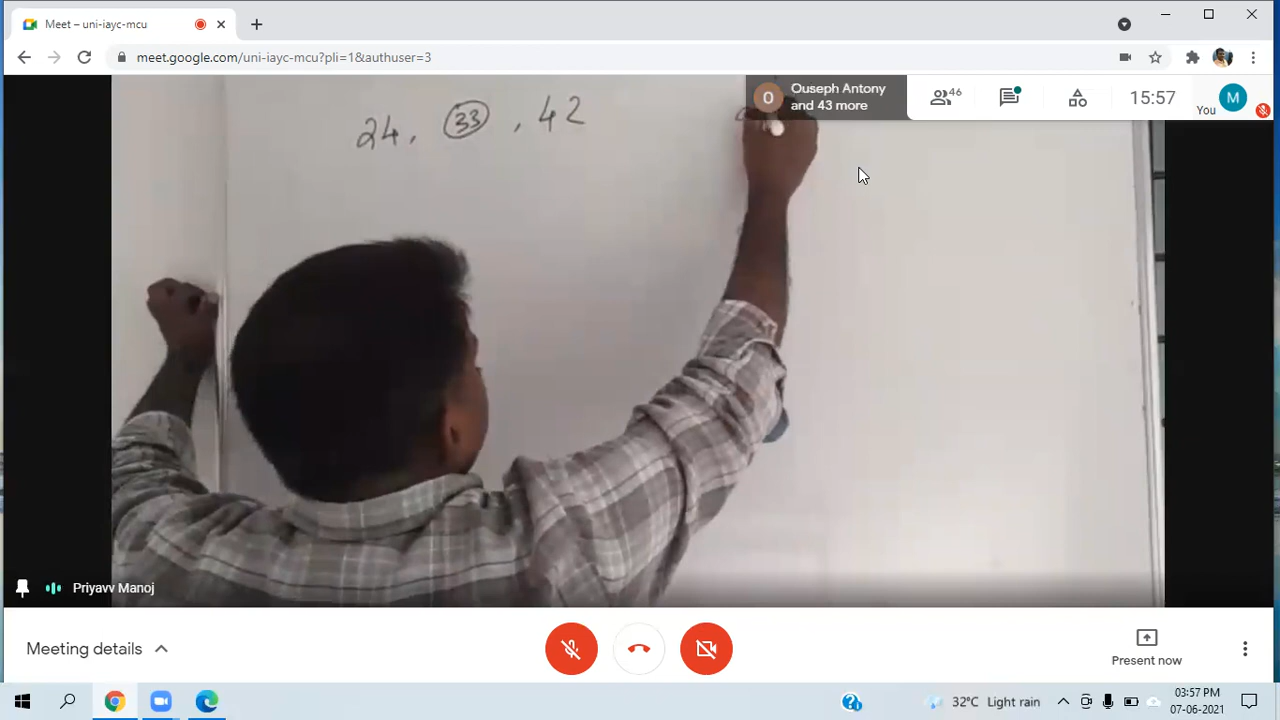 Meet – uni-iayc-mcu
meet.google.com/uni-iayc-mcu?pli=1&authuser=3
O
Ouseph Antony
and 43 more
46
15:57
You
M
24, 33, 42
Priyavv Manoj
Meeting details
Present now
32°C Light rain
03:57 PM
07-06-2021